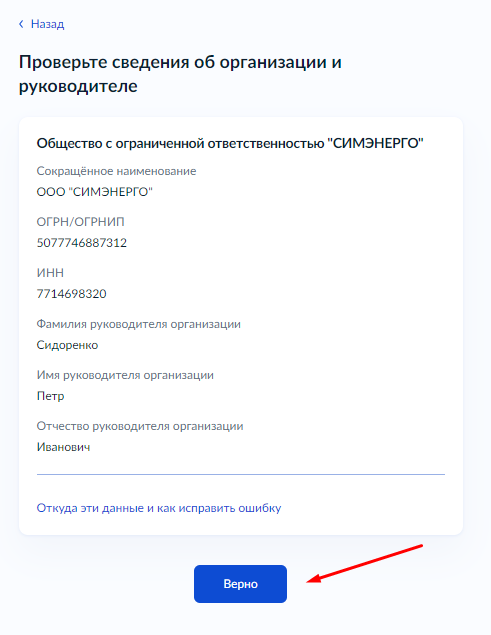 Назад
Проверьте сведения об организации и
руководителе
Общество с ограниченной ответственностью "СИМЭНЕРГО"
Сокращённое наименование
ООО "СИМЭНЕРГО"
ОГРН/ОГРНИП
5077746887312
ИНН
7714698320
Фамилия руководителя организации
Сидоренко
Имя руководителя организации
Петр
Отчество руководителя организации
Иванович
Откуда эти данные и как исправить ошибку
Верно